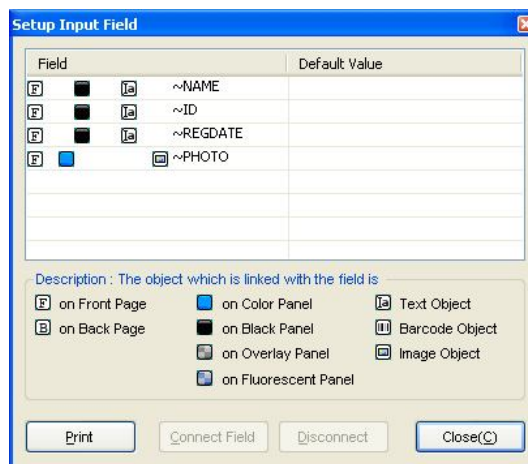 Setup Input Field
Field Default Value
F Ia ~NAME
F Ia ~ID
F Ia ~REGDATE
F ~PHOTO
Description : The object which is linked with the field is
F on Front Page on Color Panel Ia Text Object
B on Back Page on Black Panel Barcode Object
on Overlay Panel Image Object
on Fluorescent Panel
Print Connect Field Disconnect Close(C)